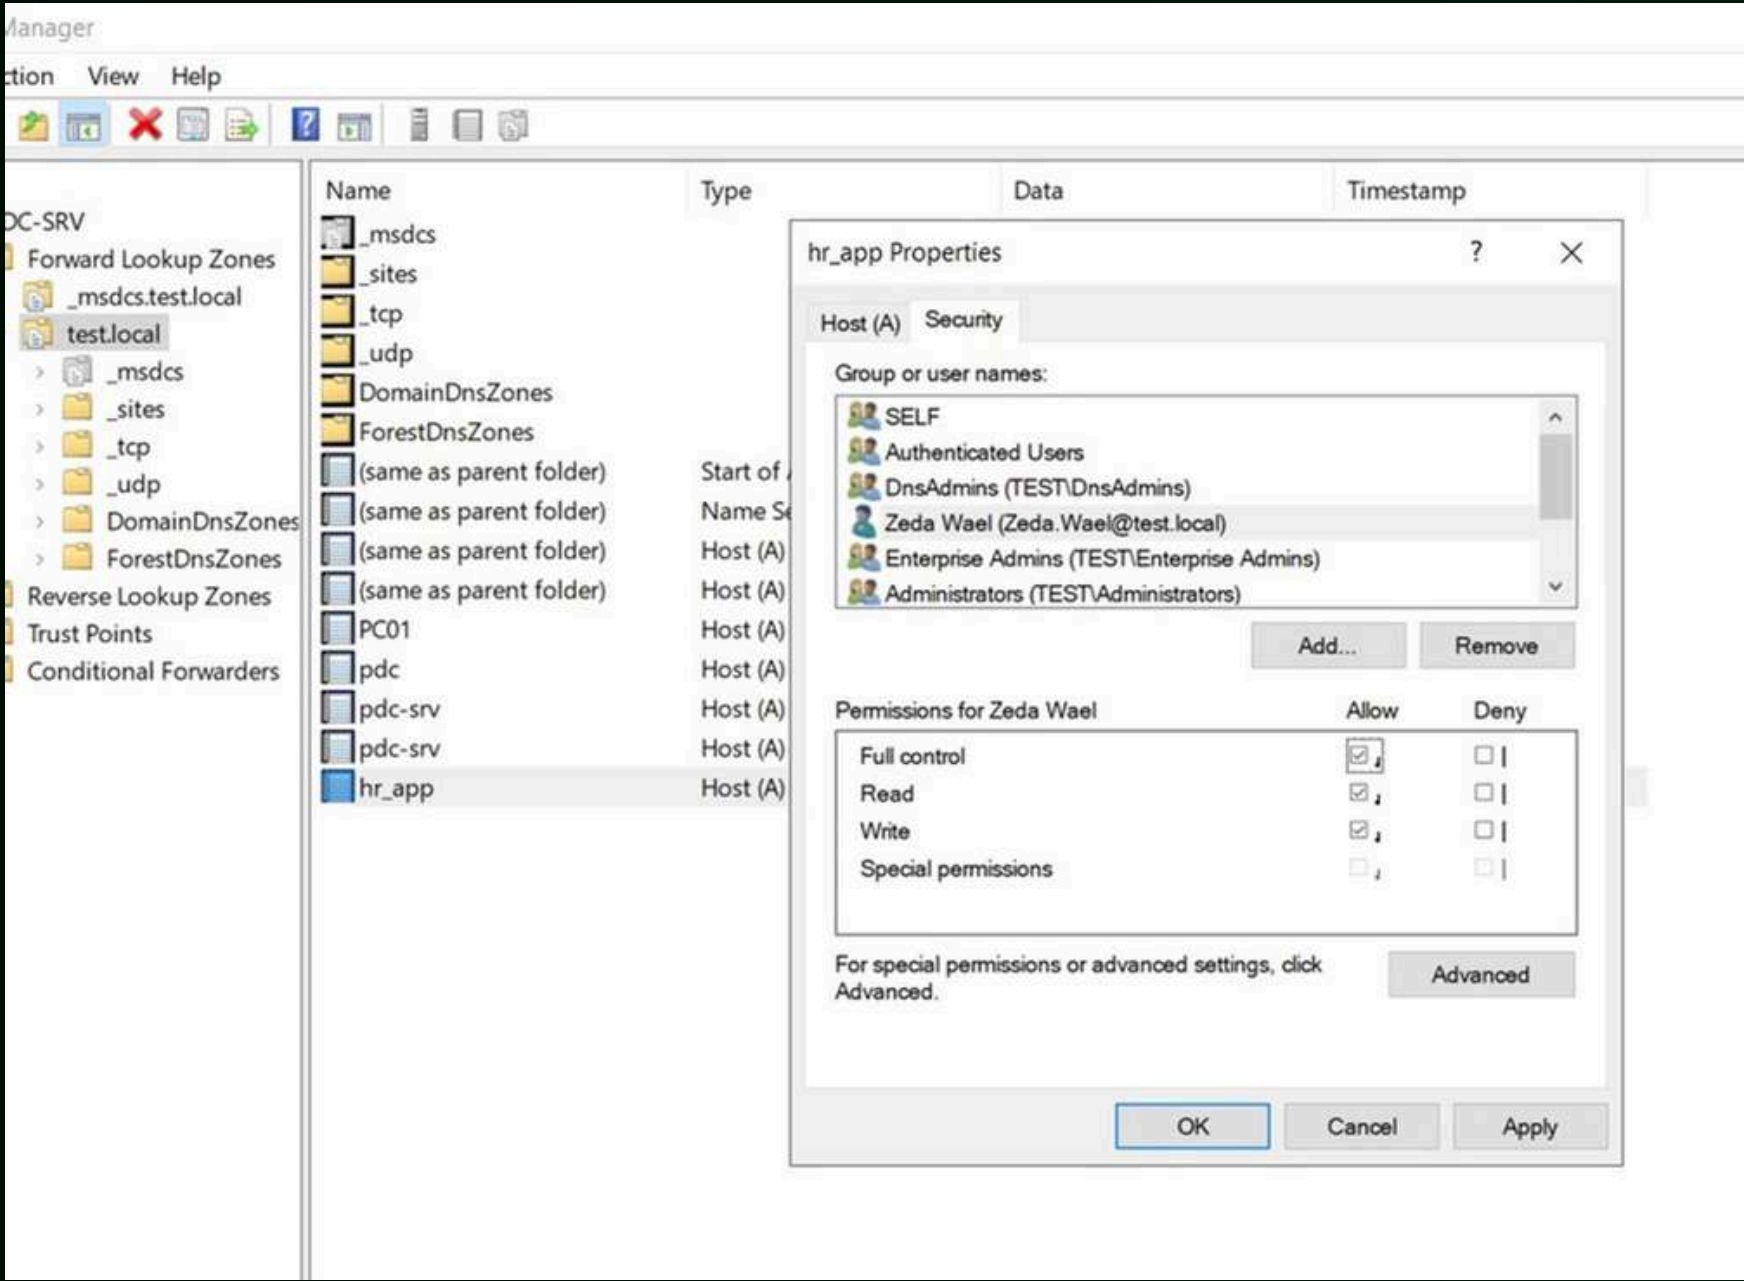 Manager
ction View Help
Name Type Data Timestamp
DC-SRV
Forward Lookup Zones
_msdcs.test.local
test.local
_msdcs
_sites
_tcp
_udp
DomainDnsZones
ForestDnsZones
Reverse Lookup Zones
Trust Points
Conditional Forwarders
_msdcs
_sites
_tcp
_udp
DomainDnsZones
ForestDnsZones
(same as parent folder) Start of
(same as parent folder) Name Se
(same as parent folder) Host (A)
(same as parent folder) Host (A)
PC01 Host (A)
pdc Host (A)
pdc-srv Host (A)
pdc-srv Host (A)
hr_app Host (A)
hr_app Properties ?
Host (A) Security
Group or user names:
SELF
Authenticated Users
DnsAdmins (TEST\DnsAdmins)
Zeda Wael (Zeda.Wael@test.local)
Enterprise Admins (TEST\Enterprise Admins)
Administrators (TEST\Administrators)
Add... Remove
Permissions for Zeda Wael Allow Deny
Full control
Read
Write
Special permissions
For special permissions or advanced settings, click
Advanced.
Advanced
OK Cancel Apply